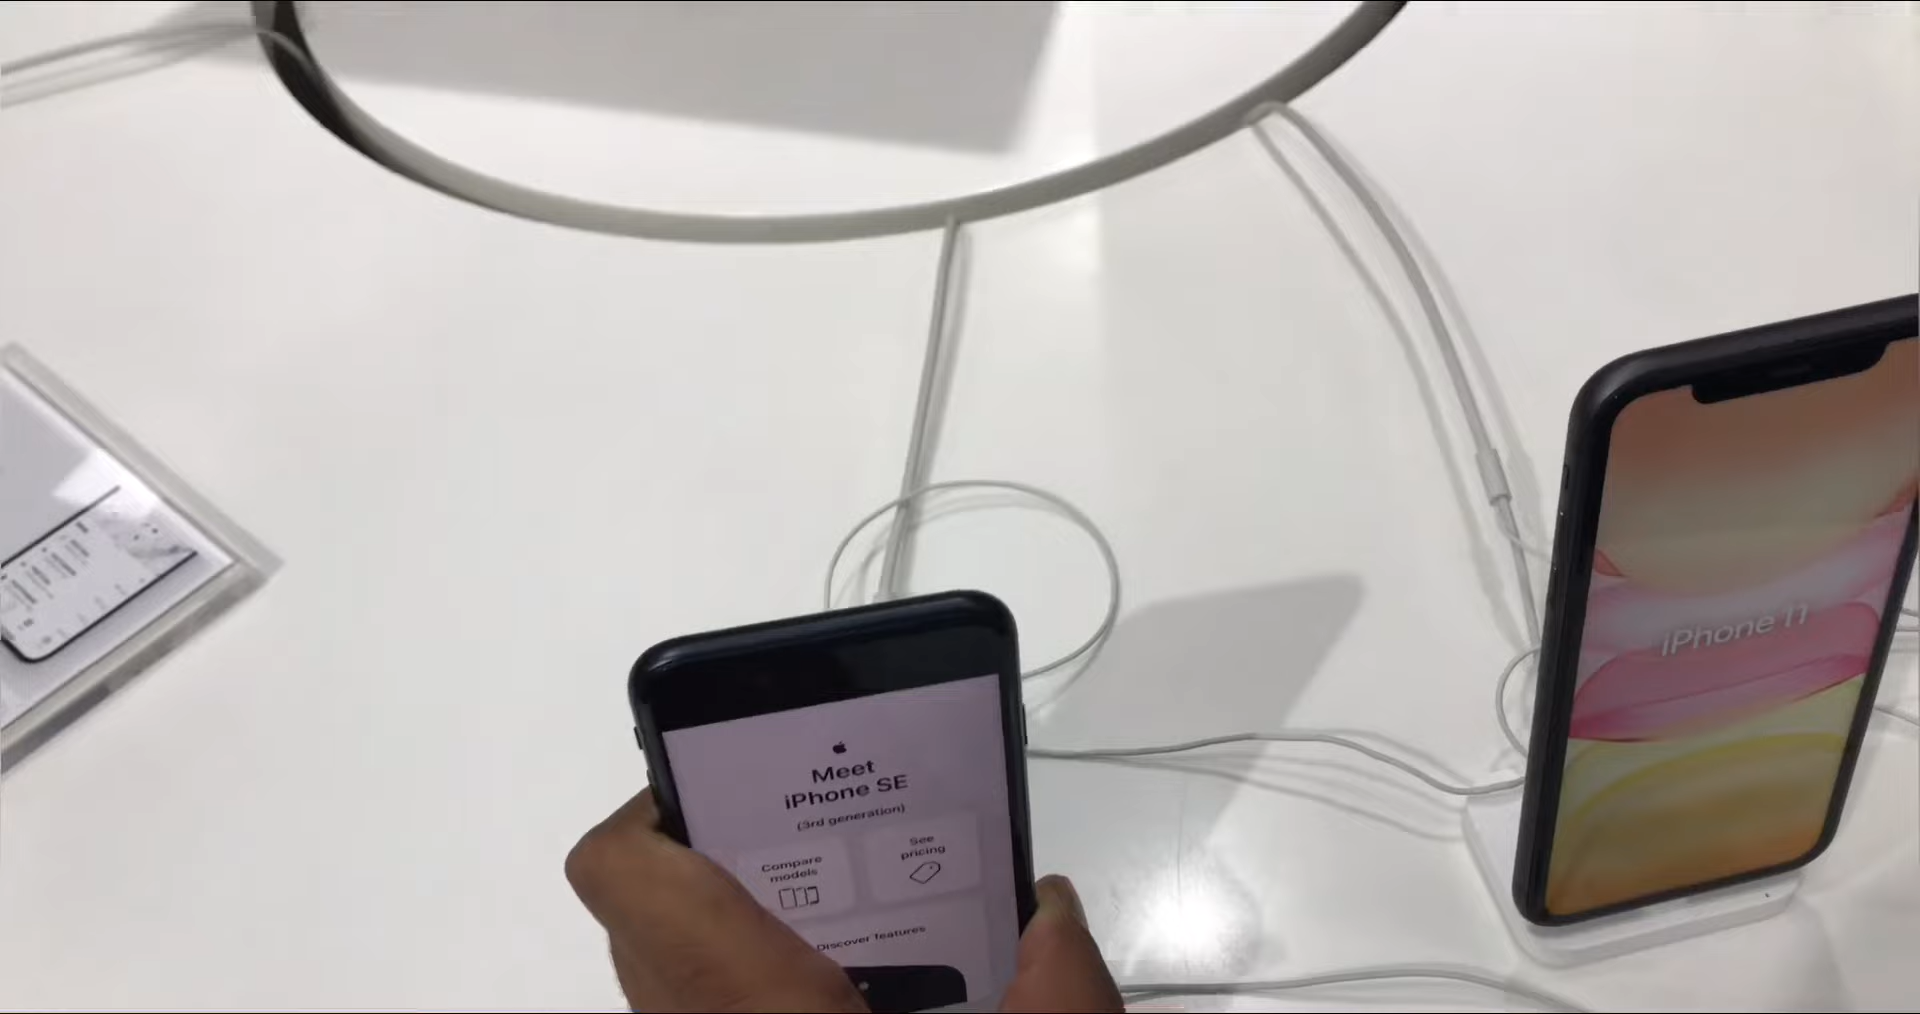 Meet
iPhone SE
(3rd generation)
Compare
models
See
pricing
Discover features
iPhone 11